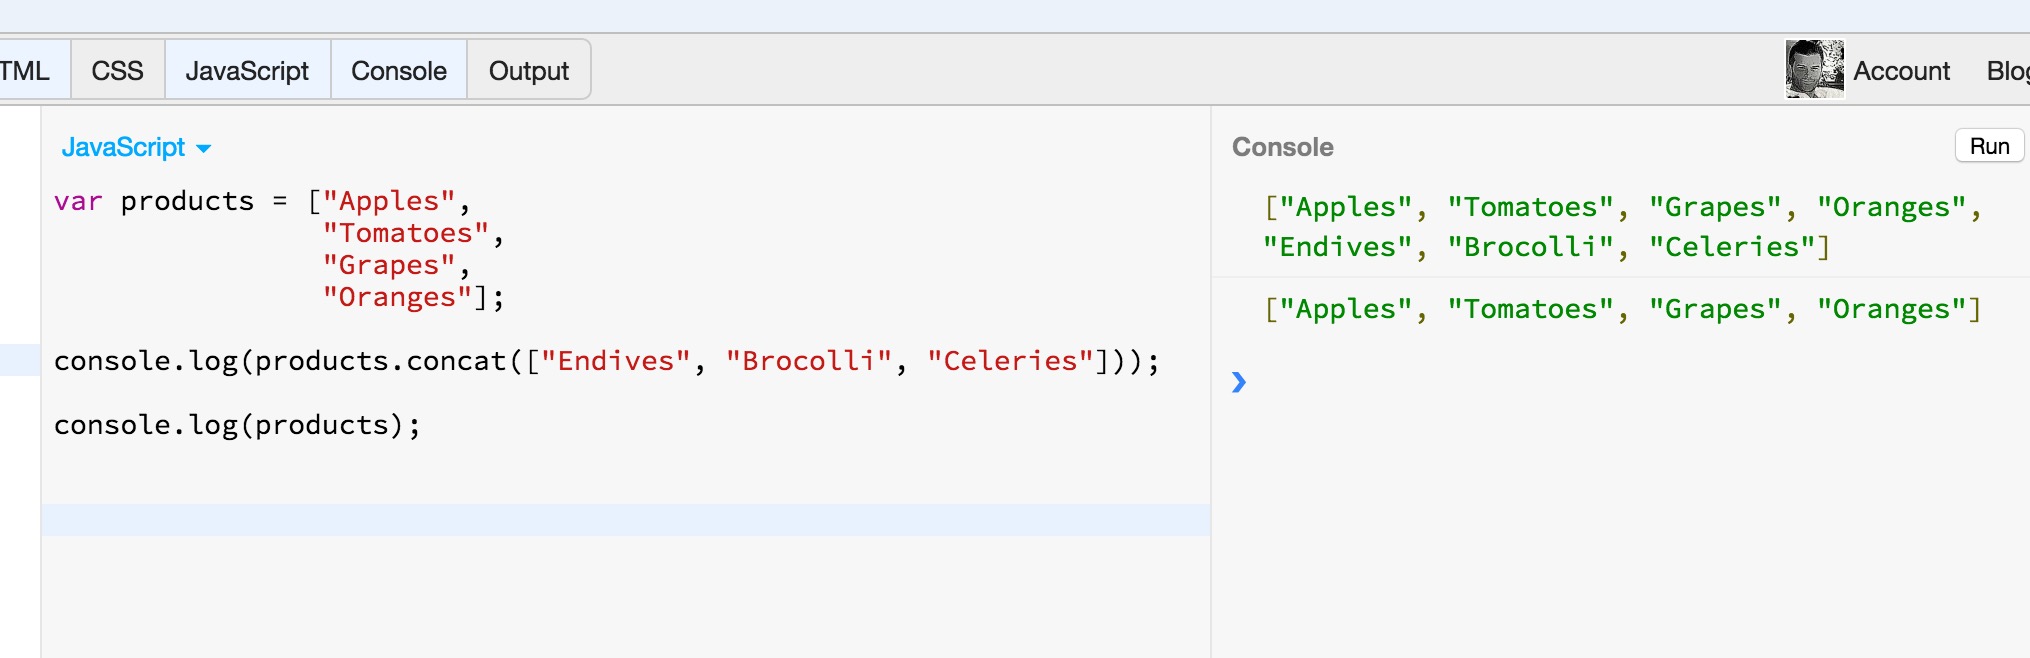 TML CSS JavaScript Console Output Account Blog
JavaScript
var products = ["Apples",
"Tomatoes",
"Grapes",
"Oranges"];
console.log(products.concat(["Endives", "Brocolli", "Celeries"]));
console.log(products);
Console Run
["Apples", "Tomatoes", "Grapes", "Oranges",
"Endives", "Brocolli", "Celeries"]
["Apples", "Tomatoes", "Grapes", "Oranges"]